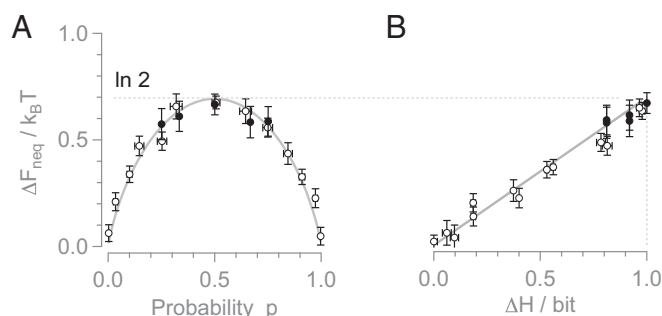 A
B
1.0
0.5
0.0
ln 2
ΔF_neq / k_BT
0.0 0.5 1.0
0.0 0.5 1.0
Probability p
ΔH / bit